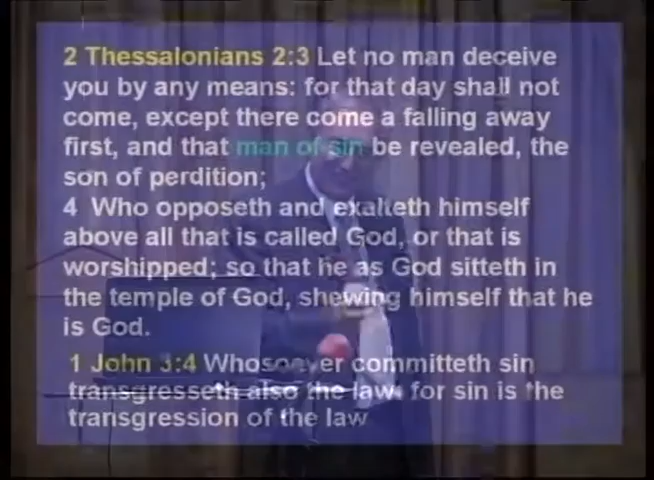 2 Thessalonians 2:3 Let no man deceive
you by any means: for that day shall not
come, except there come a falling away
first, and that man of sin be revealed, the
son of perdition;
4 Who opposeth and exalteth himself
above all that is called God, or that is
worshipped; so that he as God sitteth in
the temple of God, shewing himself that he
is God.
1 John 3:4 Whosoever committeth sin
transgresseth also the law: for sin is the
transgression of the law